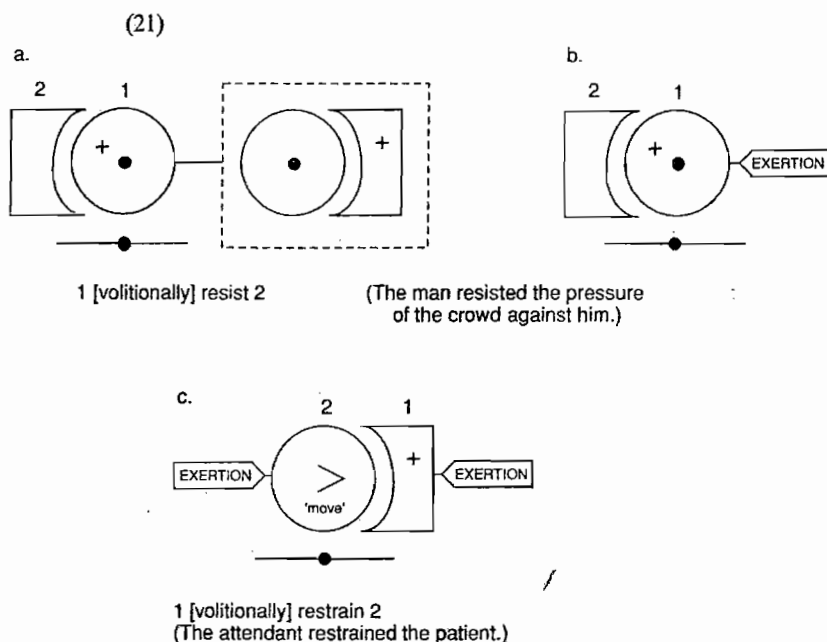 (21)
a.
b.
2 1
2 1
+
+
+
EXERTION
1 [volitionally] resist 2
(The man resisted the pressure
of the crowd against him.)
c.
2 1
EXERTION
+
EXERTION
'move'
1 [volitionally] restrain 2
(The attendant restrained the patient.)